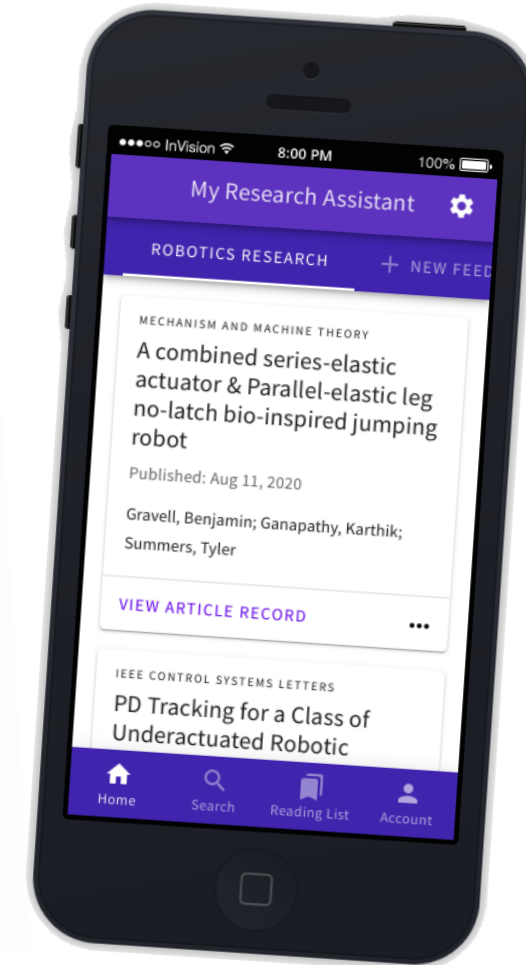 InVision 8:00 PM 100%
My Research Assistant
ROBOTICS RESEARCH + NEW FEED
MECHANISM AND MACHINE THEORY
A combined series-elastic
actuator & Parallel-elastic leg
no-latch bio-inspired jumping
robot
Published: Aug 11, 2020
Gravell, Benjamin; Ganapathy, Karthik;
Summers, Tyler
VIEW ARTICLE RECORD
IEEE CONTROL SYSTEMS LETTERS
PD Tracking for a Class of
Underactuated Robotic
Home Search Reading List Account